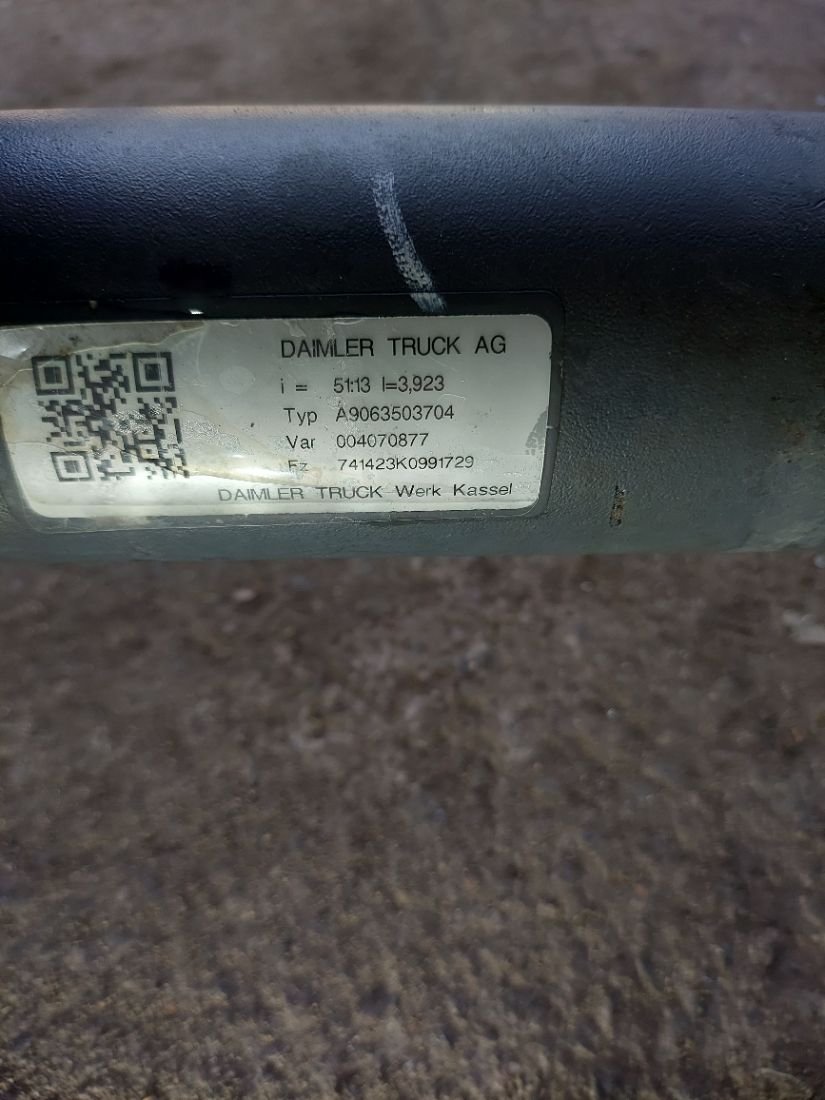 DAIMLER TRUCK AG
i = 51:13 I=3,923
Typ A9063503704
Var 004070877
Fz 741423K0991729
DAIMLER TRUCK Werk Kassel